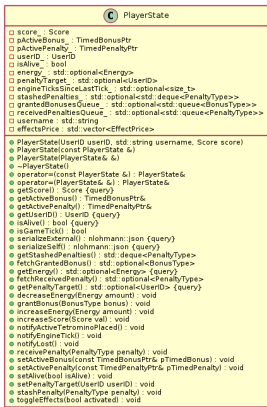 C PlayerState
score_ : Score
pActiveBonus_ : TimedBonusPtr
pActivePenalty_ : TimedPenaltyPtr
userID_ : UserID
isAlive_ : bool
energy_ : std::optional<Energy>
penaltyTarget_ : std::optional<UserID>
engineTicksSinceLastTick_ : std::optional<size_t>
stashedPenalties_ : std::optional<std::deque<PenaltyType>>
grantedBonusesQueue_ : std::optional<std::queue<BonusType>>
receivedPenaltiesQueue_ : std::optional<std::queue<PenaltyType>>
username : std::string
effectsPrice : std::vector<EffectPrice>
PlayerState(UserID userID, std::string username, Score score)
PlayerState(const PlayerState &)
PlayerState(PlayerState& &)
~PlayerState()
operator=(const PlayerState &) : PlayerState&
operator=(PlayerState& &) : PlayerState&
getScore() : Score {query}
getActiveBonus() : TimedBonusPtr&
getActivePenalty() : TimedPenaltyPtr&
getUserID() : UserID {query}
isAlive() : bool {query}
isGameTick() : bool
serializeExternal() : nlohmann::json {query}
serializeSelf() : nlohmann::json {query}
getStashedPenalties() : std::deque<PenaltyType>
fetchGrantedBonus() : std::optional<BonusType>
getEnergy() : std::optional<Energy> {query}
fetchReceivedPenalty() : std::optional<PenaltyType>
getPenaltyTarget() : std::optional<UserID> {query}
decreaseEnergy(Energy amount) : void
grantBonus(BonusType bonus) : void
increaseEnergy(Energy amount) : void
increaseScore(Score val) : void
notifyActiveTetrominoPlaced() : void
notifyEngineTick() : void
notifyLost() : void
receivePenalty(PenaltyType penalty) : void
setActiveBonus(const TimedBonusPtr& pTimedBonus) : void
setActivePenalty(const TimedPenaltyPtr& pTimedPenalty) : void
setAlive(bool isAlive) : void
setPenaltyTarget(UserID userID) : void
stashPenalty(PenaltyType penalty) : void
toggleEffects(bool activated) : void